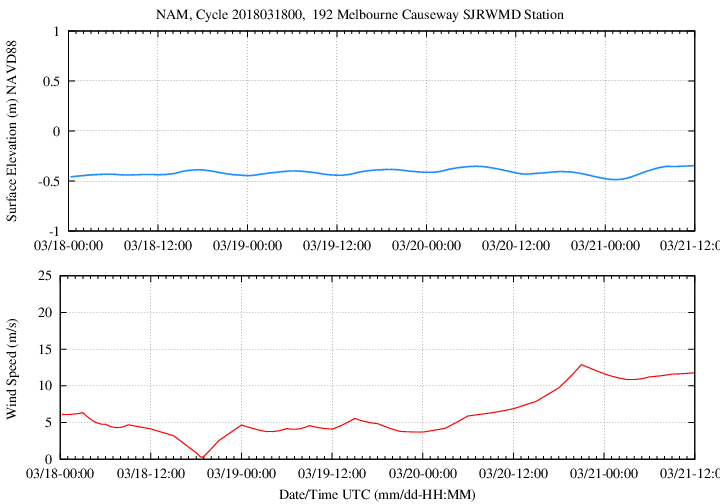 NAM, Cycle 2018031800, 192 Melbourne Causeway SJRWMD Station
Surface Elevation (m) NAVD88
1
0.5
0
-0.5
-1
03/18-00:00 03/18-12:00 03/19-00:00 03/19-12:00 03/20-00:00 03/20-12:00 03/21-00:00 03/21-12:0
Wind Speed (m/s)
25
20
15
10
5
0
03/18-00:00 03/18-12:00 03/19-00:00 03/19-12:00 03/20-00:00 03/20-12:00 03/21-00:00 03/21-12:0
Date/Time UTC (mm/dd-HH:MM)